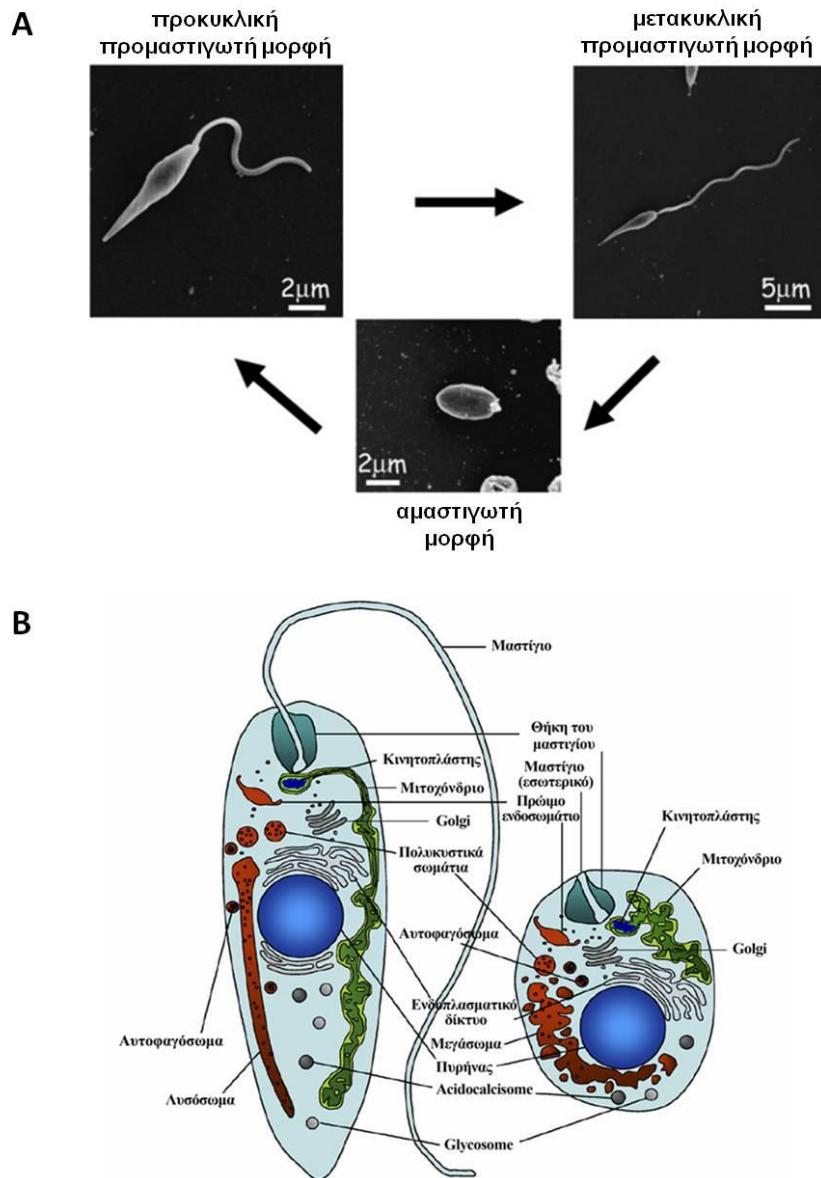 A
προκυκλική
προμαστιγωτή μορφή
μετακυκλική
προμαστιγωτή μορφή
2μm
5μm
2μm
αμαστιγωτή
μορφή
B
Μαστίγιο
Θήκη του
μαστιγίου
Κινητοπλάστης
Μαστίγιο
(εσωτερικό)
Μιτοχόνδριο
Πρώιμο
ενδοσωμάτιο
Golgi
Κινητοπλάστης
Πολυκυστικά
σωμάτια
Μιτοχόνδριο
Αυτοφαγόσωμα
Golgi
Ενδοπλασματικό
δίκτυο
Αυτοφαγόσωμα
Μεγάσωμα
Πυρήνας
Λυσόσωμα
Acidocalcisome
Glycosome